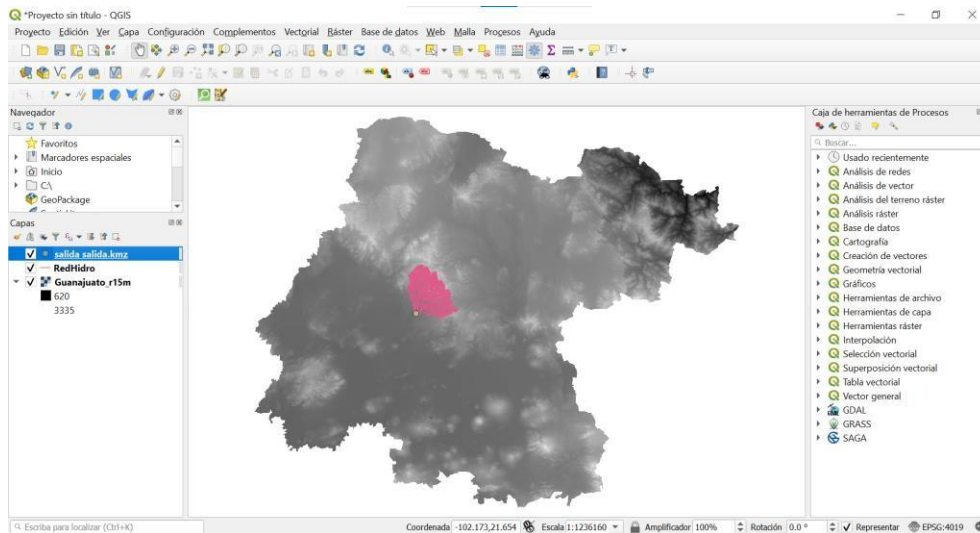 *Proyecto sin título - QGIS
Proyecto Edición Ver Capa Configuración Complementos Vectorial Ráster Base de datos Web Malla Procesos Ayuda
Navegador
Favoritos
Marcadores espaciales
Inicio
C:\
GeoPackage
Capas
salida salida.kmz
RedHidro
Guanajuato_r15m
620
3335
Caja de herramientas de Procesos
Buscar...
Usado recientemente
Análisis de redes
Análisis de vector
Análisis del terreno ráster
Análisis ráster
Base de datos
Cartografía
Creación de vectores
Geometría vectorial
Gráficos
Herramientas de archivo
Herramientas de capa
Herramientas ráster
Interpolación
Selección vectorial
Superposición vectorial
Tabla vectorial
Vector general
GDAL
GRASS
SAGA
Escriba para localizar (Ctrl+K)
Coordenada -102.173,21.654 Escala 1:1236160 Amplificador 100% Rotación 0.0 ° Representar EPSG:4019